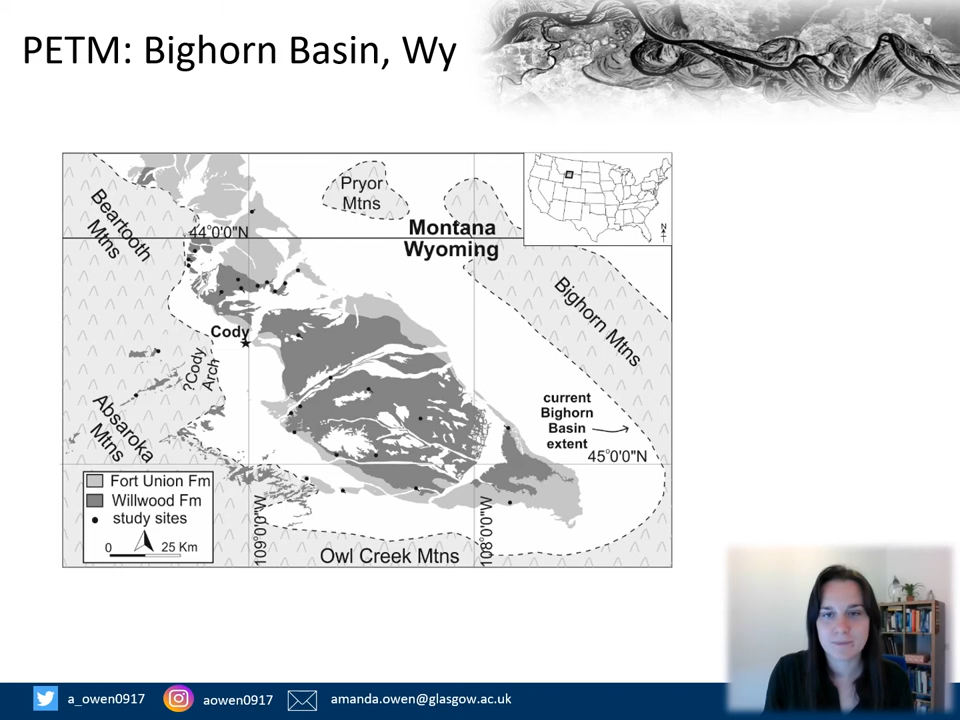 PETM: Bighorn Basin, Wy
Pryor
Mtns
N
Beartooth
Mtns
44°0'0"N
Montana
Wyoming
Bighorn Mtns
Cody
?Cody
Arch
current
Bighorn
Basin
extent
45°0'0"N
Absaroka
Mtns
Fort Union Fm
Willwood Fm
study sites
0 25 Km
109°0'0"W
108°0'0"W
Owl Creek Mtns
a_owen0917
aowen0917
amanda.owen@glasgow.ac.uk